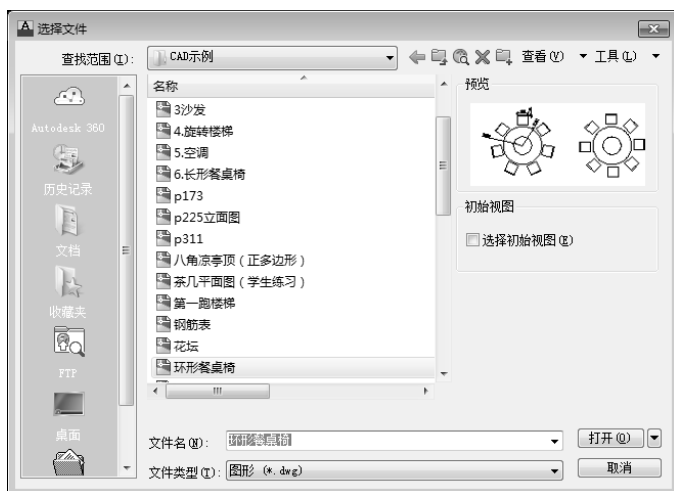 选择文件
查找范围(I):
CAD示例
查看(V)
工具(L)
Autodesk 360
历史记录
文档
收藏夹
FTP
桌面
名称
3沙发
4.旋转楼梯
5.空调
6.长形餐桌椅
p173
p225立面图
p311
八角凉亭顶(正多边形)
茶几平面图(学生练习)
第一跑楼梯
钢筋表
花坛
环形餐桌椅
预览
初始视图
选择初始视图(E)
文件名(N):
环形餐桌椅
打开(O)
文件类型(T):
图形 (*.dwg)
取消